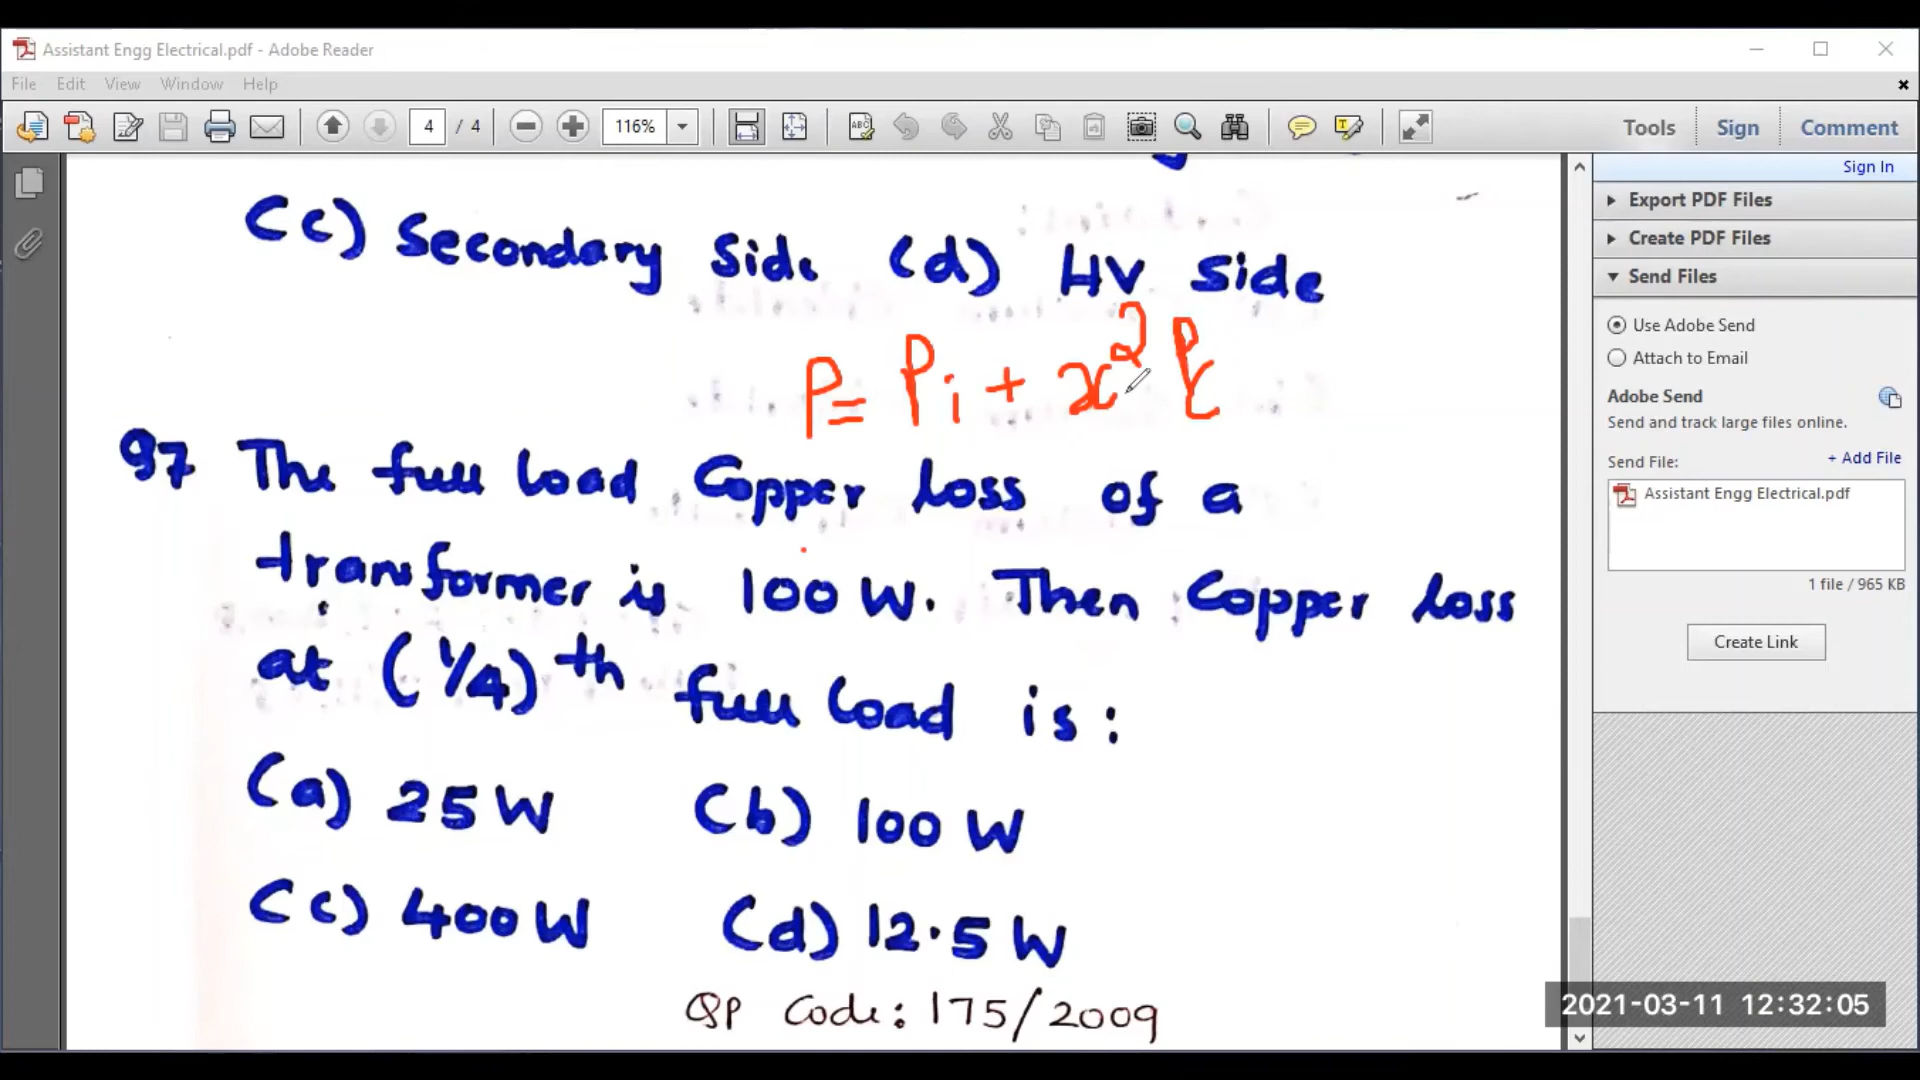 Assistant Engg Electrical.pdf - Adobe Reader
File Edit View Window Help
4 / 4 116% Tools Sign Comment
Sign In
Export PDF Files
Create PDF Files
Send Files
Use Adobe Send
Attach to Email
Adobe Send
Send and track large files online.
Send File: + Add File
Assistant Engg Electrical.pdf
1 file / 965 KB
Create Link
(c) Secondary Side (d) HV Side
P = Pi + x² Pc
97 The full load Copper loss of a
transformer is 100 W. Then Copper loss
at (1/4)th full load is:
(a) 25 W (b) 100 W
(c) 400 W (d) 12.5 W
QP Code: 175/2009
2021-03-11 12:32:05